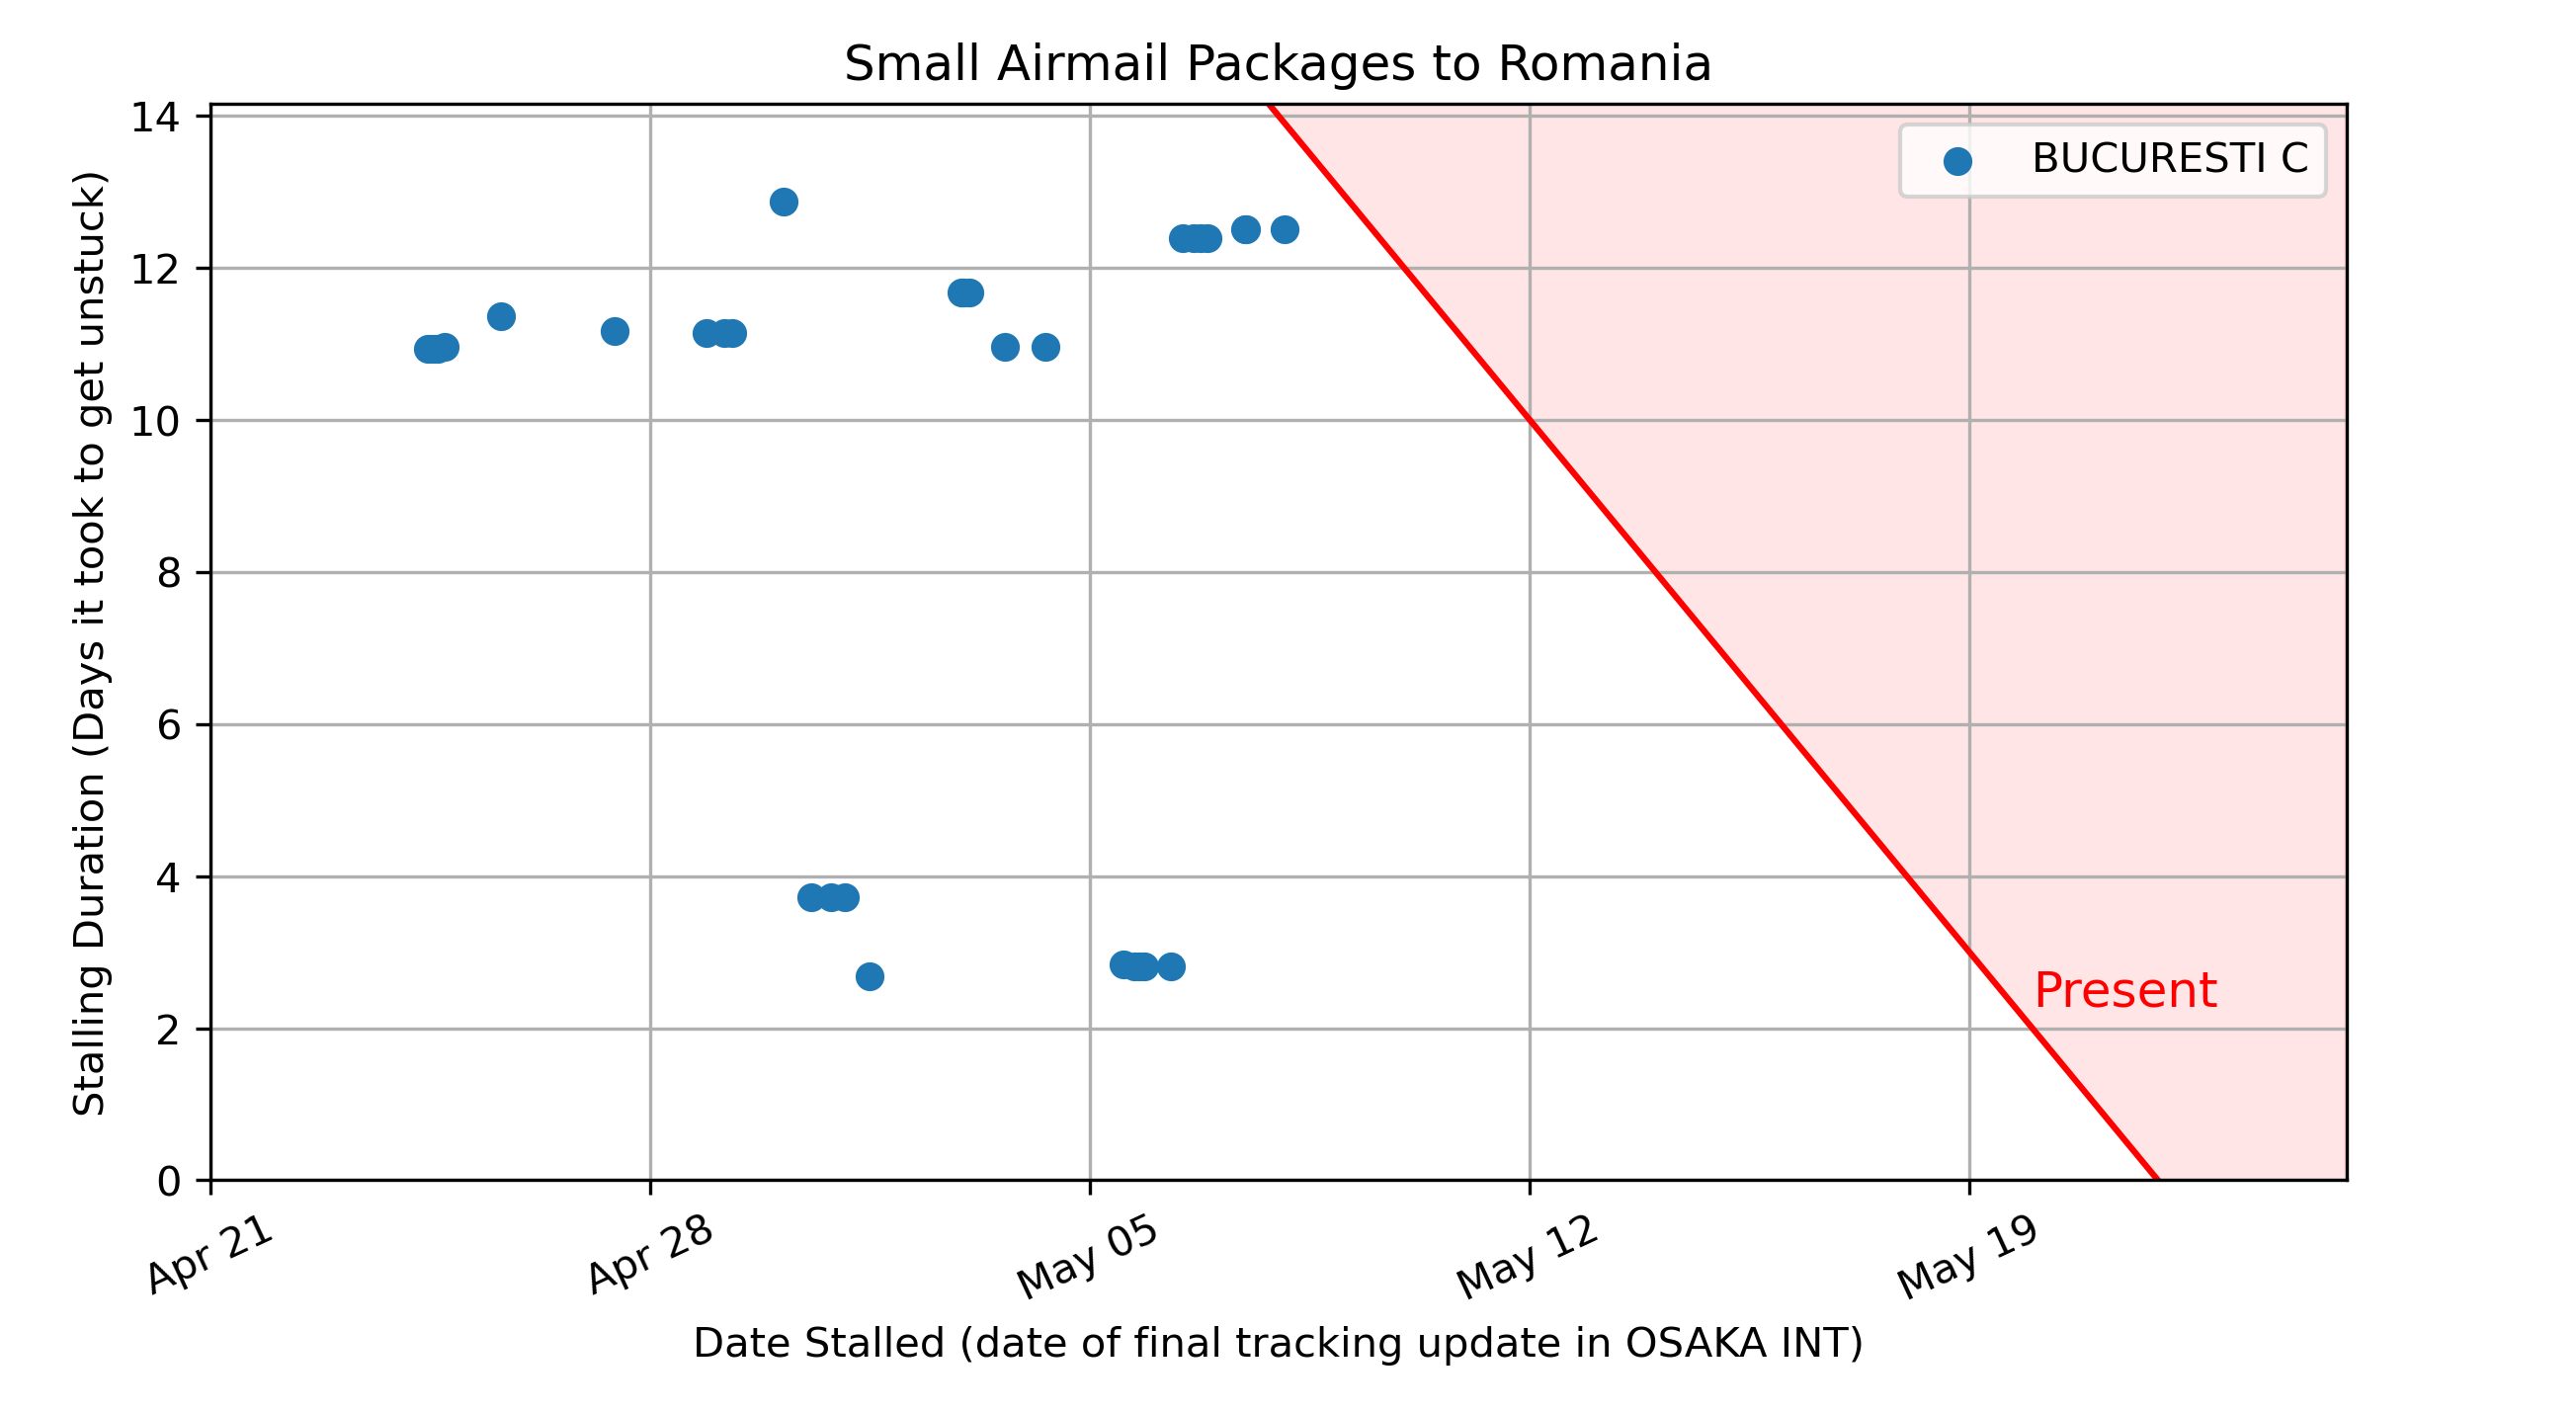 Small Airmail Packages to Romania
Stalling Duration (Days it took to get unstuck)
14
12
10
8
6
4
2
0
BUCURESTI C
Present
Apr 21
Apr 28
May 05
May 12
May 19
Date Stalled (date of final tracking update in OSAKA INT)